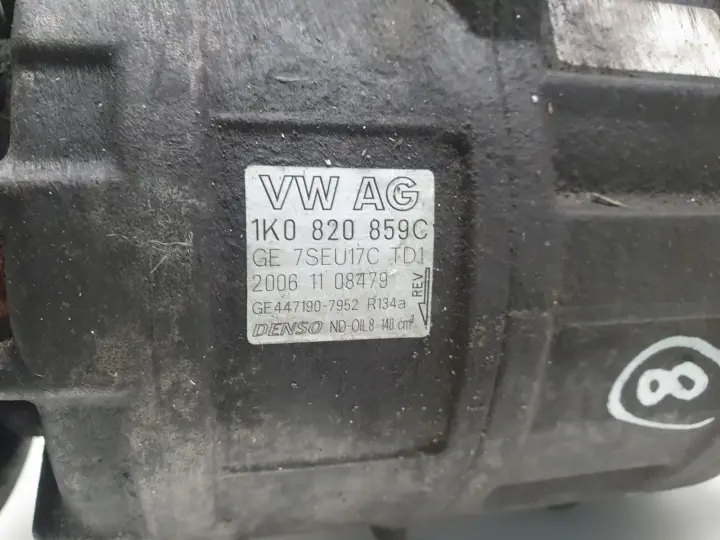 VW AG
1K0 820 859C
GE 7SEU17C TD1
2006 11 08479
GE447190-7952 R134a
DENSO ND-OIL8-140 cm³
REV
8